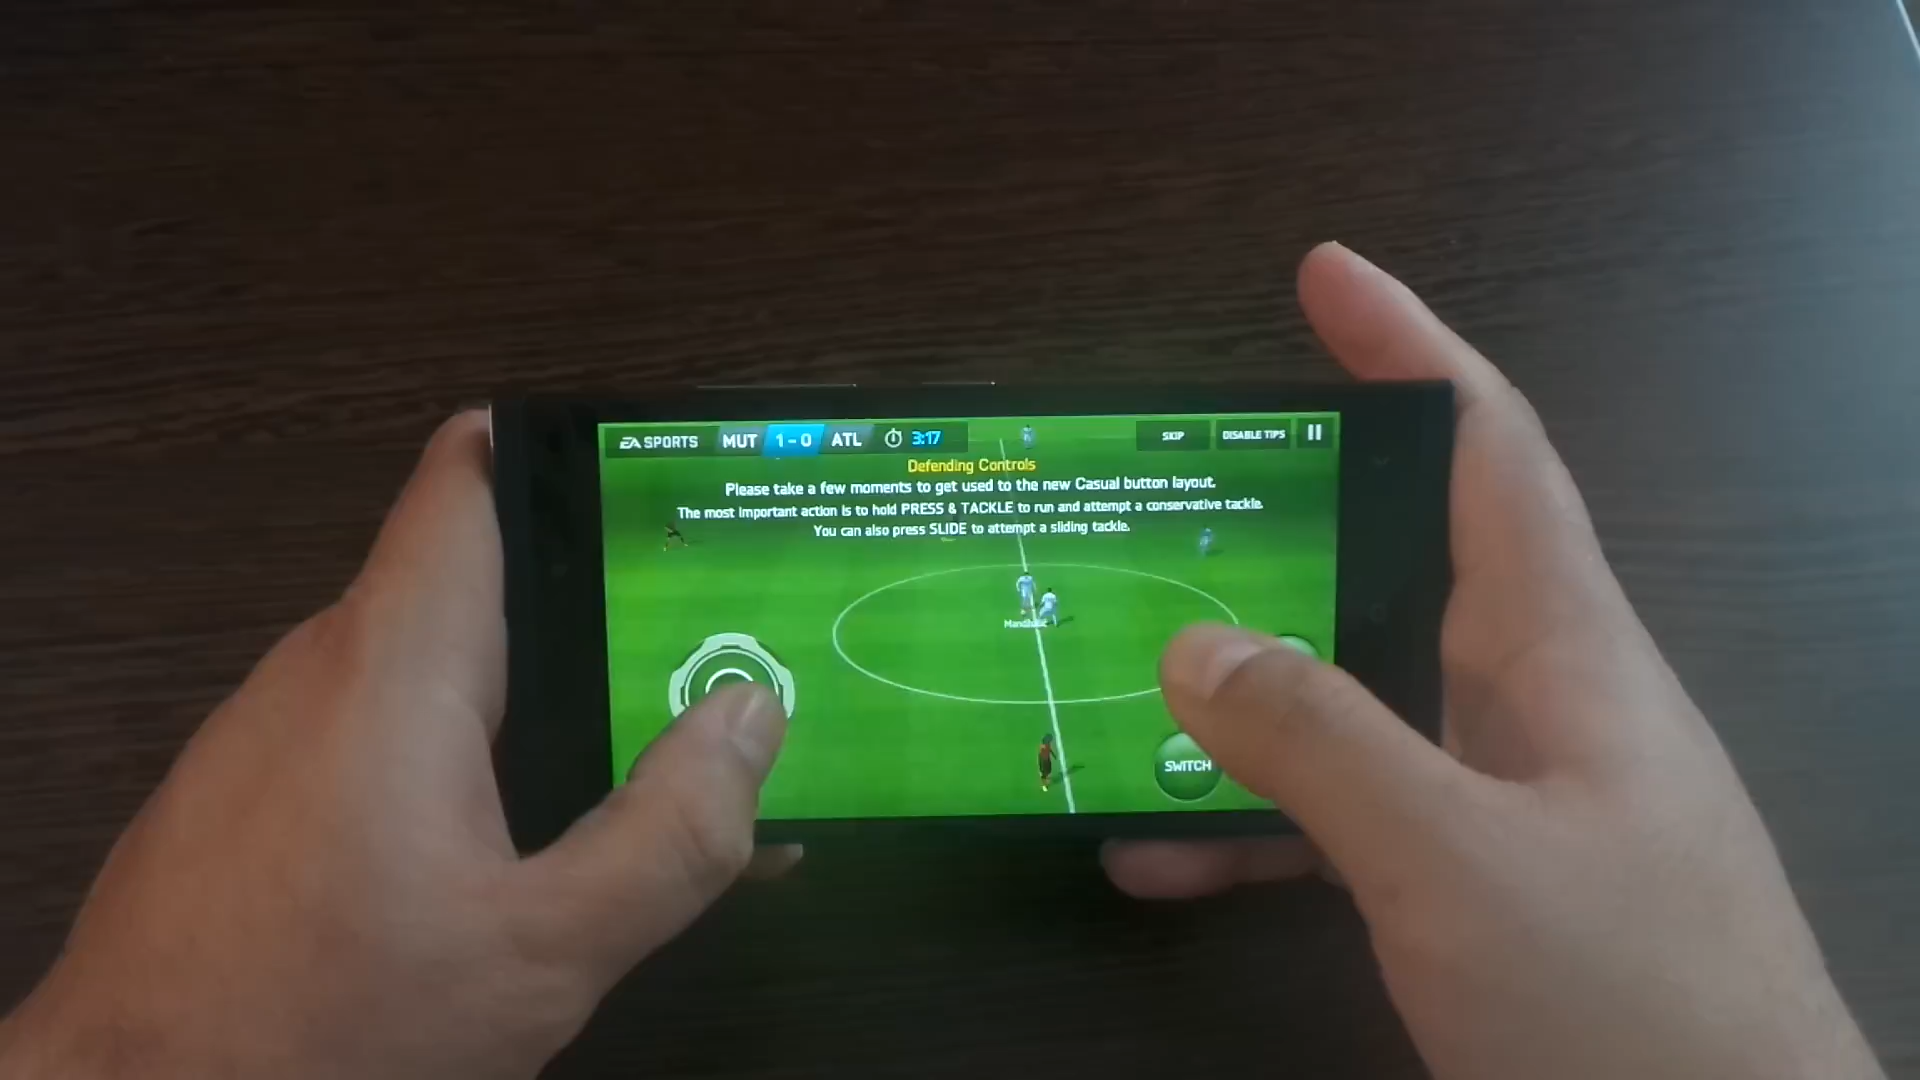 EA SPORTS MUT 1-0 ATL 3:17 SKIP DISABLE TIPS
Defending Controls
Please take a few moments to get used to the new Casual button layout.
The most important action is to hold PRESS & TACKLE to run and attempt a conservative tackle.
You can also press SLIDE to attempt a sliding tackle.
SWITCH